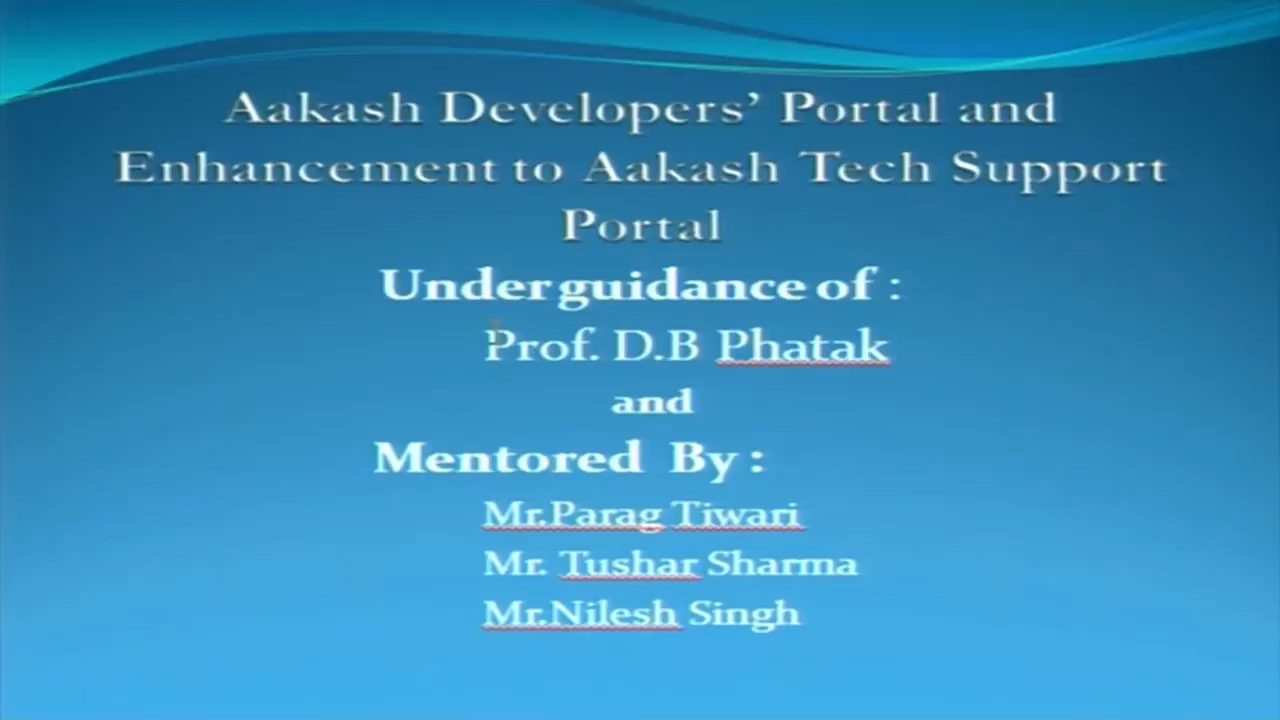 Aakash Developers’ Portal and
Enhancement to Aakash Tech Support
Portal
Under guidance of :
Prof. D.B Phatak
and
Mentored By :
Mr.Parag Tiwari
Mr. Tushar Sharma
Mr.Nilesh Singh